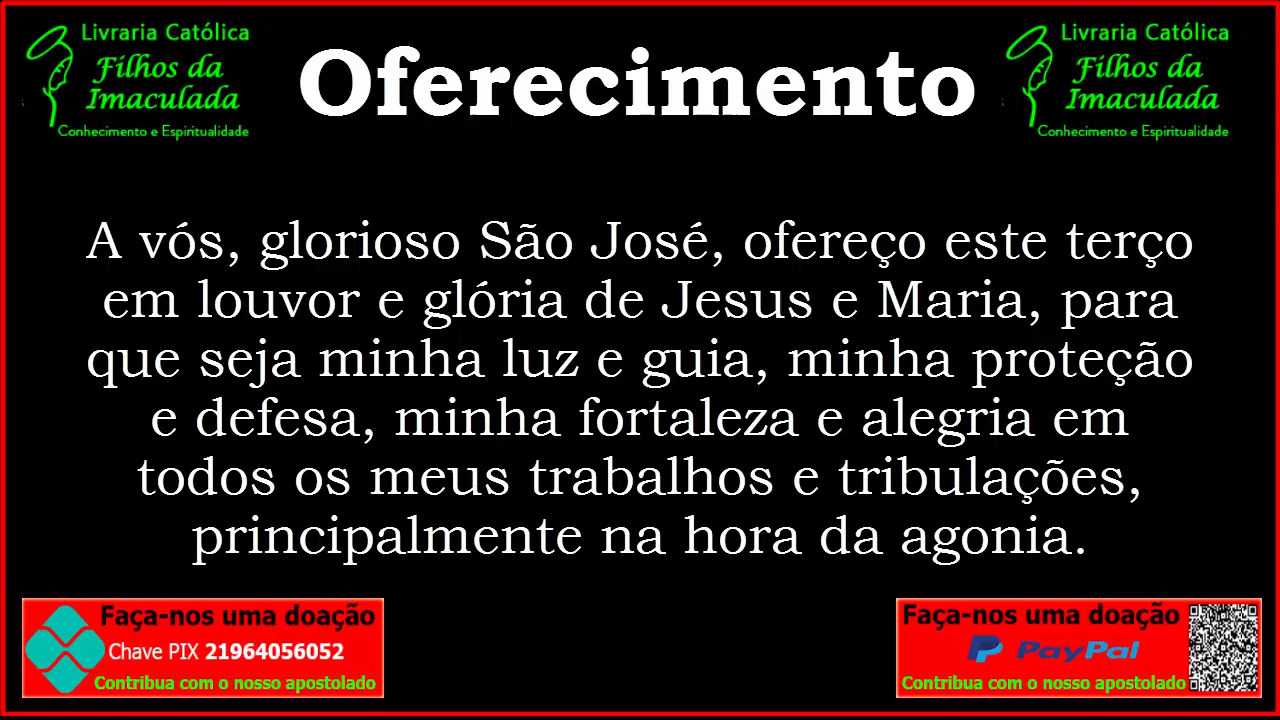 Livraria Católica
Filhos da
Imaculada
Conhecimento e Espiritualidade
Oferecimento
Livraria Católica
Filhos da
Imaculada
Conhecimento e Espiritualidade
A vós, glorioso São José, ofereço este terço
em louvor e glória de Jesus e Maria, para
que seja minha luz e guia, minha proteção
e defesa, minha fortaleza e alegria em
todos os meus trabalhos e tribulações,
principalmente na hora da agonia.
Faça-nos uma doação
Chave PIX 21964056052
Contribua com o nosso apostolado
Faça-nos uma doação
PayPal
Contribua com o nosso apostolado